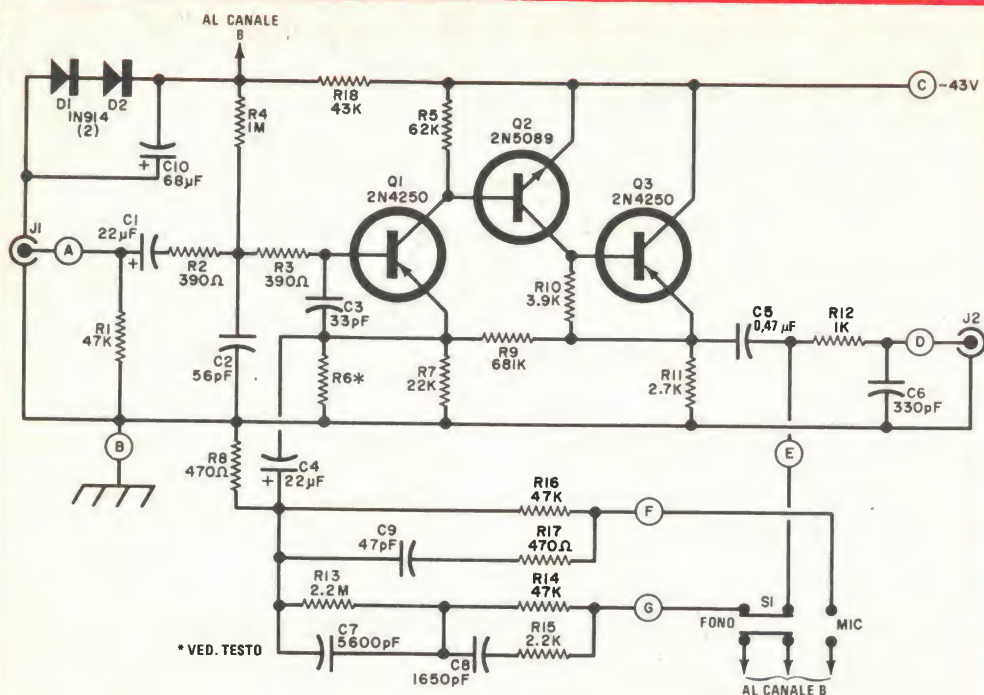 AL CANALE
B
D1
D2
1N914
(2)
C10
68µF
R4
1M
R18
43K
R5
62K
C
-43V
Q2
2N5089
Q1
2N4250
Q3
2N4250
J1
A
C1
22µF
R2
390Ω
R3
390Ω
R1
47K
C3
33pF
C2
56pF
R6*
R7
22K
R9
681K
R10
3.9K
R11
2.7K
C5
0,47 µF
R12
1K
D
J2
C6
330pF
B
E
R8
470Ω
C4
22µF
R16
47K
F
R17
470Ω
C9
47pF
R13
2.2M
R14
47K
G
S1
FONO
MIC
R15
2.2K
C7
5600pF
C8
1650pF
* VED. TESTO
AL CANALE B